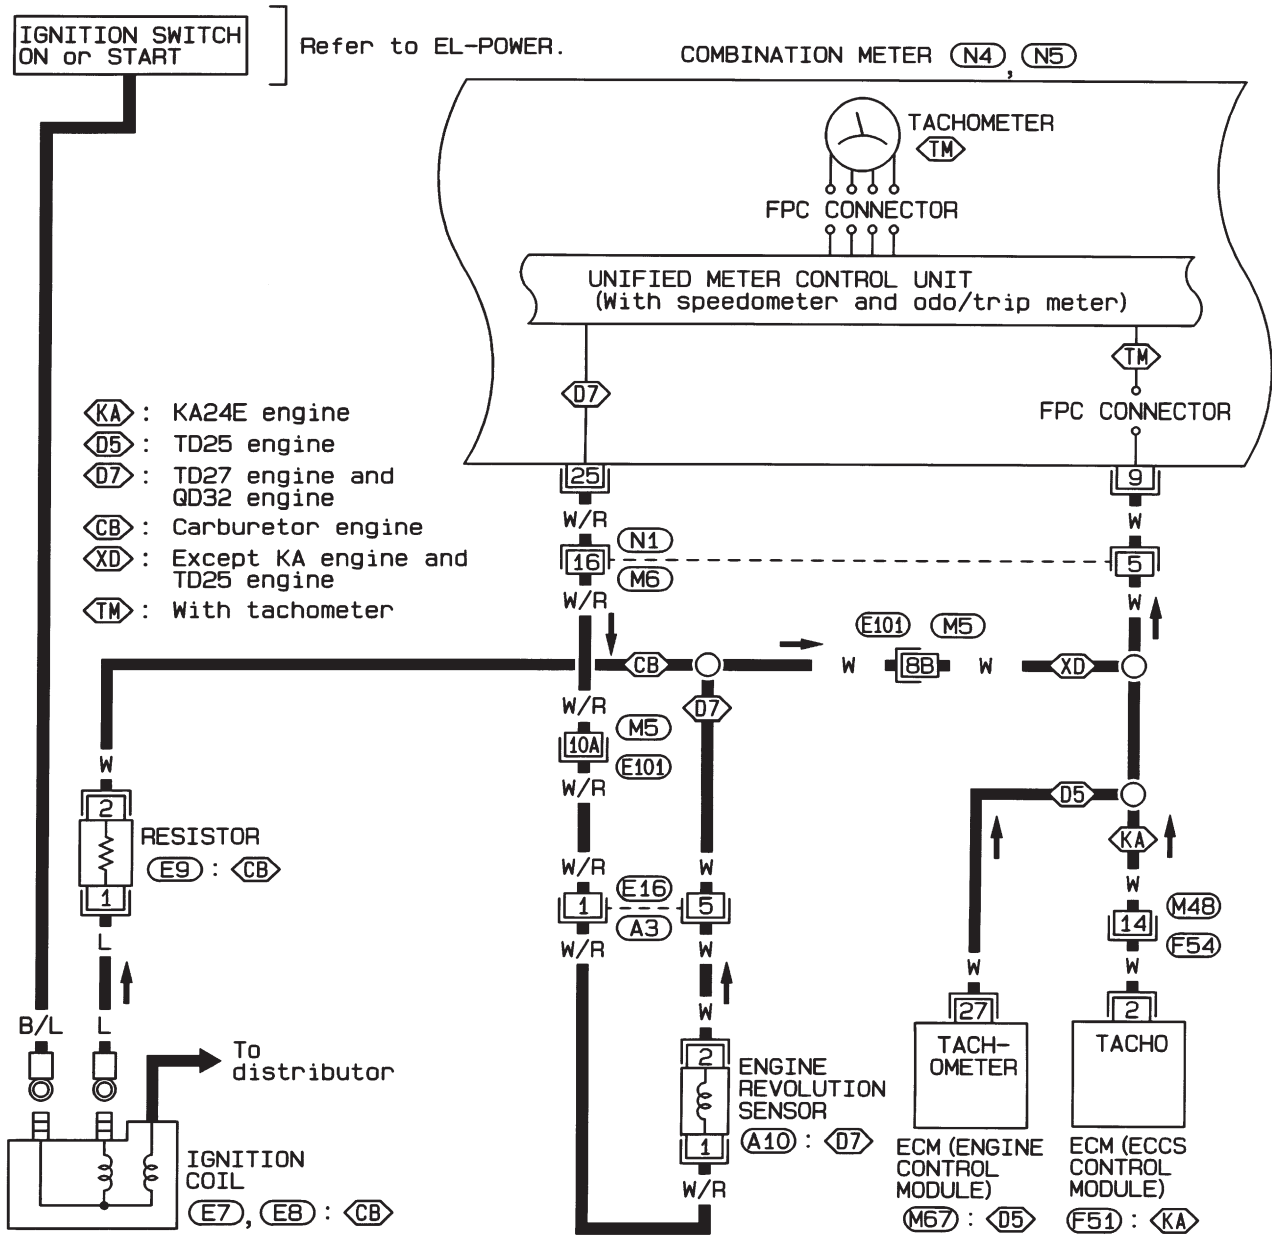 IGNITION SWITCH
ON or START
Refer to EL-POWER.
COMBINATION METER N4 , N5
TACHOMETER
TM
FPC CONNECTOR
UNIFIED METER CONTROL UNIT
(With speedometer and odo/trip meter)
TM
D7
FPC CONNECTOR
KA : KA24E engine
D5 : TD25 engine
D7 : TD27 engine and
QD32 engine
CB : Carburetor engine
XD : Except KA engine and
TD25 engine
TM : With tachometer
25
9
W/R
W
N1
16
5
M6
W/R
W
E101 M5
CB
W
8B
W
XD
W/R
D7
M5
10A
E101
W
W/R
2
D5
RESISTOR
E9 : CB
KA
1
W/R
W
W
E16
1
5
M48
14
A3
F54
L
W/R
W
W
W
27
2
B/L
L
W
To
distributor
2
TACH-
OMETER
TACHO
ENGINE
REVOLUTION
SENSOR
A10 : D7
1
ECM (ENGINE
CONTROL
MODULE)
M67 : D5
ECM (ECCS
CONTROL
MODULE)
F51 : KA
IGNITION
COIL
E7 , E8 : CB
W/R